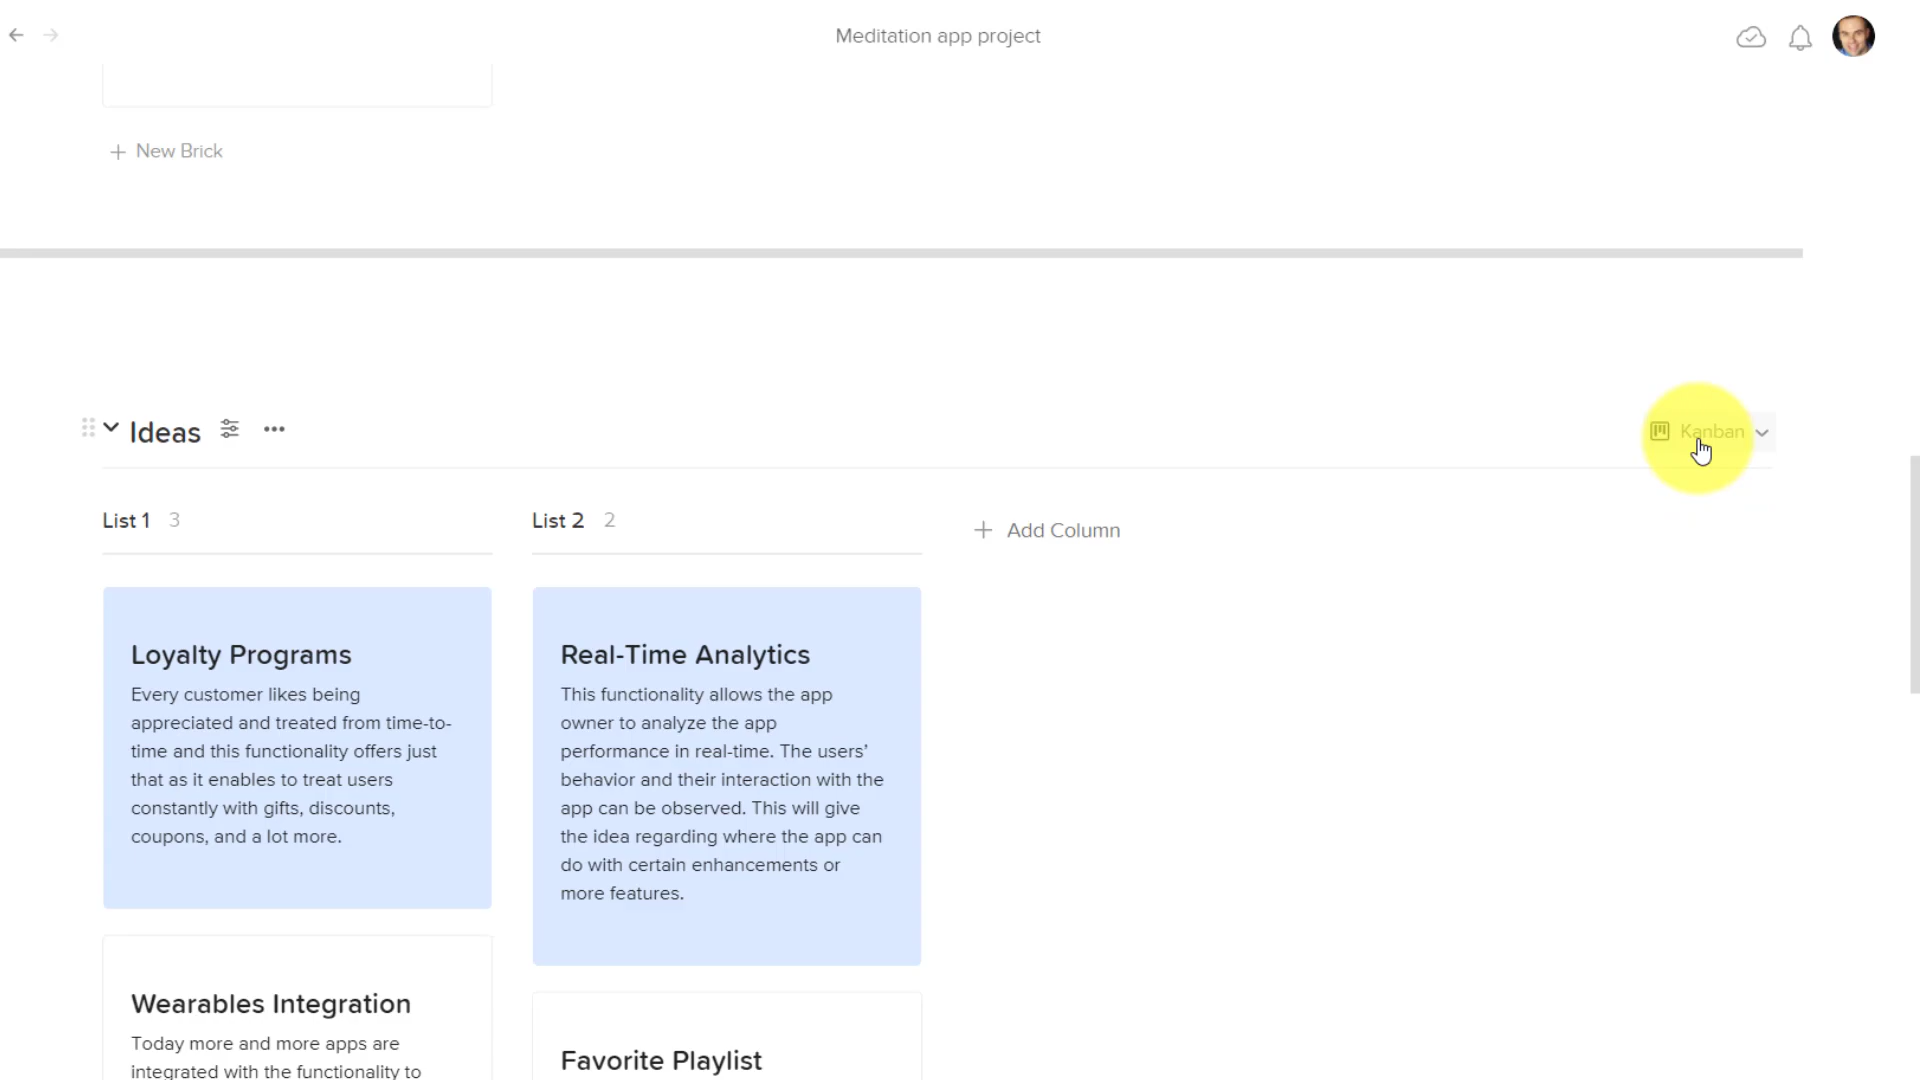 Meditation app project
New Brick
Ideas
Kanban
List 1 3
List 2 2
Add Column
Loyalty Programs
Every customer likes being
appreciated and treated from time-to-
time and this functionality offers just
that as it enables to treat users
constantly with gifts, discounts,
coupons, and a lot more.
Real-Time Analytics
This functionality allows the app
owner to analyze the app
performance in real-time. The users’
behavior and their interaction with the
app can be observed. This will give
the idea regarding where the app can
do with certain enhancements or
more features.
Wearables Integration
Today more and more apps are
integrated with the functionality to
Favorite Playlist